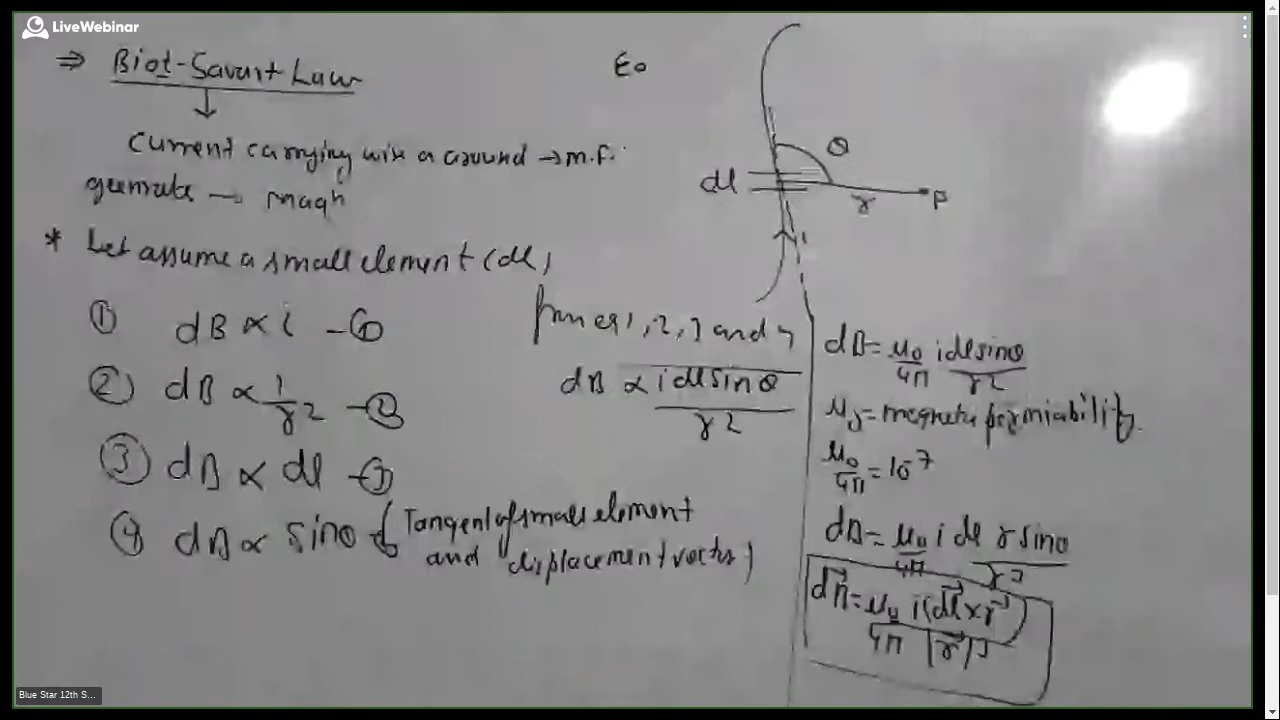 LiveWebinar
⇒ Biot-Savart Law
↓
Current carrying wire a around → m.f.
generate → magn
* Let assume a small element (dl)
① dB ∝ i –①
② dB ∝ 1/r² –②
③ dB ∝ dl –③
④ dB ∝ sinθ { Tangent of small element
and displacement vector)
ε₀
θ
dl
r
P
from eq 1, 2, 3 and 4
dB ∝ idl sinθ / r²
dB = μ₀/4π idl sinθ / r²
μ₀ = magnetic permiability
μ₀/4π = 10⁻⁷
dB = μ₀/4π i dl r sinθ / r³
dB⃗ = μ₀/4π i(dl⃗ × r⃗) / |r⃗|³
Blue Star 12th S...